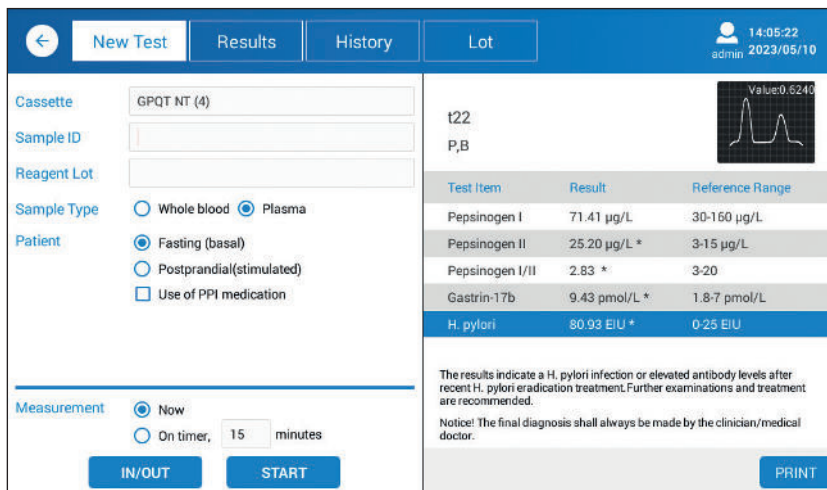 New Test
Results
History
Lot
14:05:22
admin 2023/05/10
Cassette
GPQT NT (4)
Sample ID
Reagent Lot
Sample Type
Whole blood
Plasma
Patient
Fasting (basal)
Postprandial(stimulated)
Use of PPI medication
Measurement
Now
On timer, 15 minutes
IN/OUT
START
Value:0.6240
t22
P,B
Test Item Result Reference Range
Pepsinogen I 71.41 µg/L 30-160 µg/L
Pepsinogen II 25.20 µg/L * 3-15 µg/L
Pepsinogen I/II 2.83 * 3-20
Gastrin-17b 9.43 pmol/L * 1.8-7 pmol/L
H. pylori 80.93 EIU * 0-25 EIU
The results indicate a H. pylori infection or elevated antibody levels after
recent H. pylori eradication treatment.Further examinations and treatment
are recommended.
Notice! The final diagnosis shall always be made by the clinician/medical
doctor.
PRINT